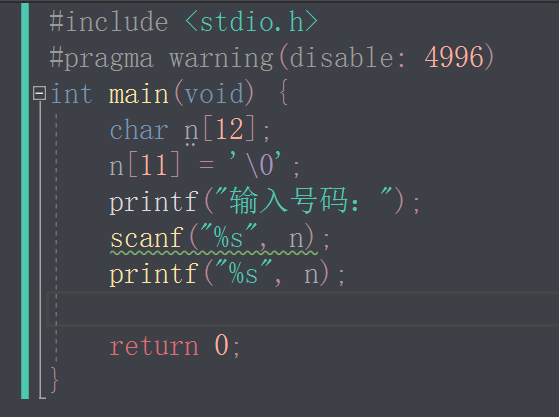 #include <stdio.h>
#pragma warning(disable: 4996)
int main(void) {
char n[12];
n[11] = '\0';
printf("输入号码：");
scanf("%s", n);
printf("%s", n);
return 0;
}